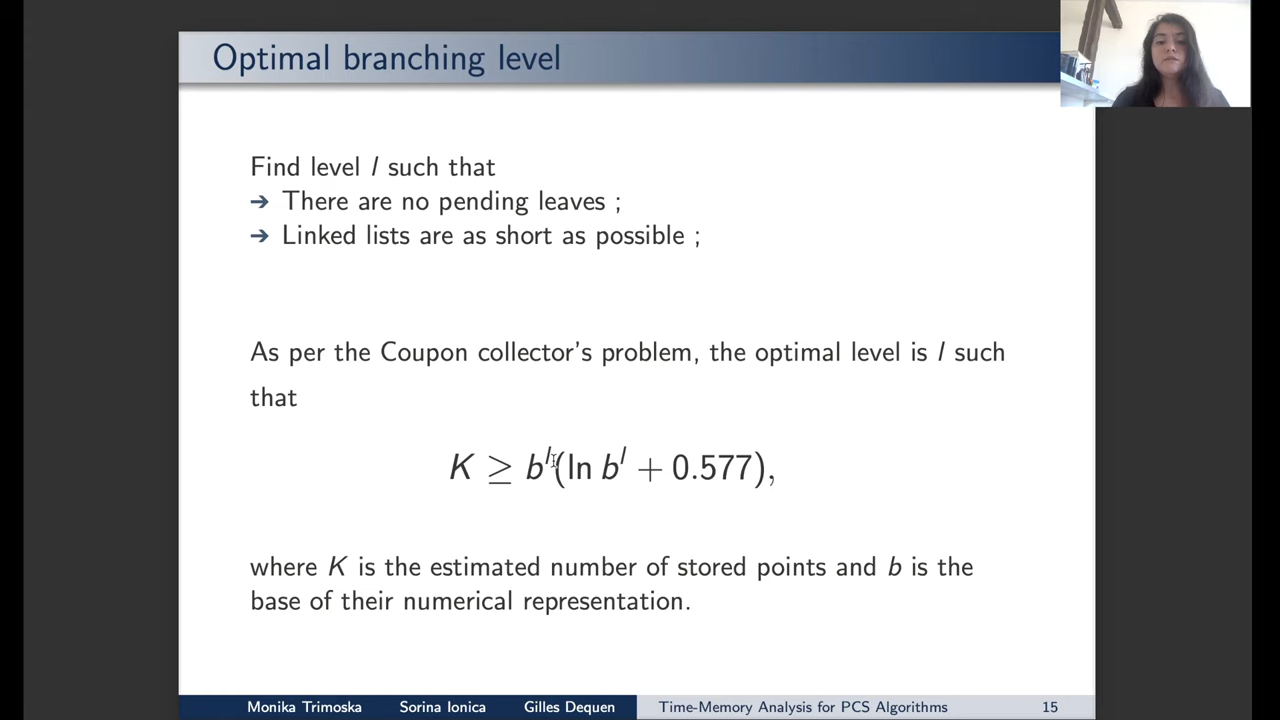 Optimal branching level
Find level l such that
➔ There are no pending leaves ;
➔ Linked lists are as short as possible ;
As per the Coupon collector's problem, the optimal level is l such
that
K ≥ b^l(ln b^l + 0.577),
where K is the estimated number of stored points and b is the
base of their numerical representation.
Monika Trimoska Sorina Ionica Gilles Dequen Time-Memory Analysis for PCS Algorithms 15